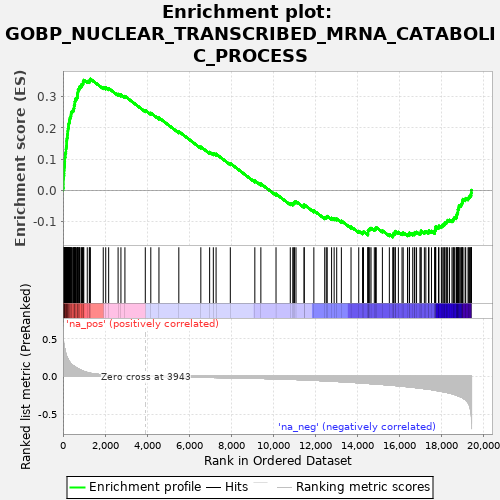 Enrichment plot:
GOBP_NUCLEAR_TRANSCRIBED_MRNA_CATABOLI
C_PROCESS
Enrichment score (ES)
0.3
0.2
0.1
0.0
-0.1
'na_pos' (positively correlated)
Ranked list metric (PreRanked)
0.5
0.0
-0.5
Zero cross at 3943
'na_neg' (negatively correlated)
0
2,000
4,000
6,000
8,000
10,000
12,000
14,000
16,000
18,000
20,000
Rank in Ordered Dataset
Enrichment profile
Hits
Ranking metric scores